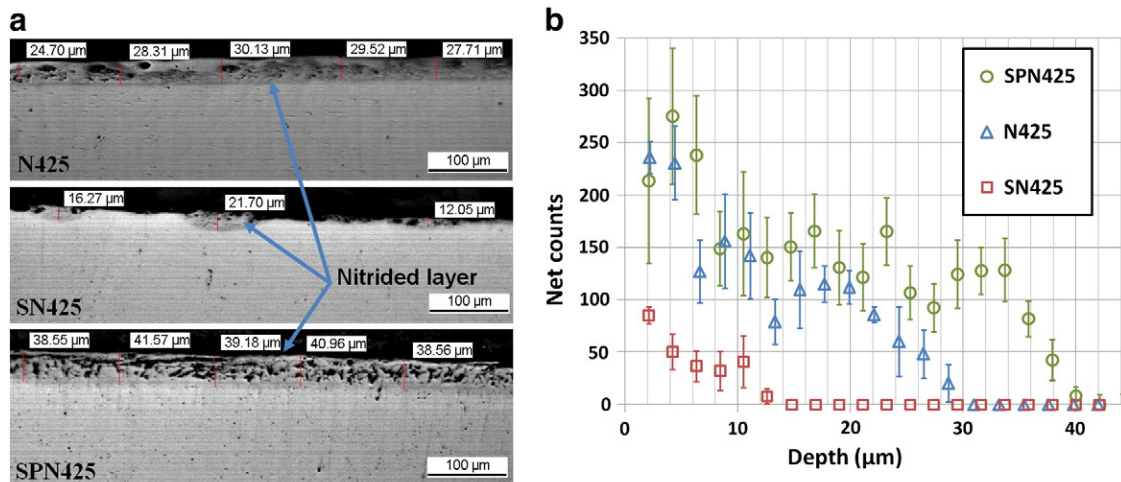 a
24.70 µm
28.31 µm
30.13 µm
29.52 µm
27.71 µm
N425
100 µm
16.27 µm
21.70 µm
12.05 µm
Nitrided layer
SN425
100 µm
38.55 µm
41.57 µm
39.18 µm
40.96 µm
38.56 µm
SPN425
100 µm
b
350
300
250
200
150
100
50
0
Net counts
0 10 20 30 40
Depth (µm)
SPN425
N425
SN425